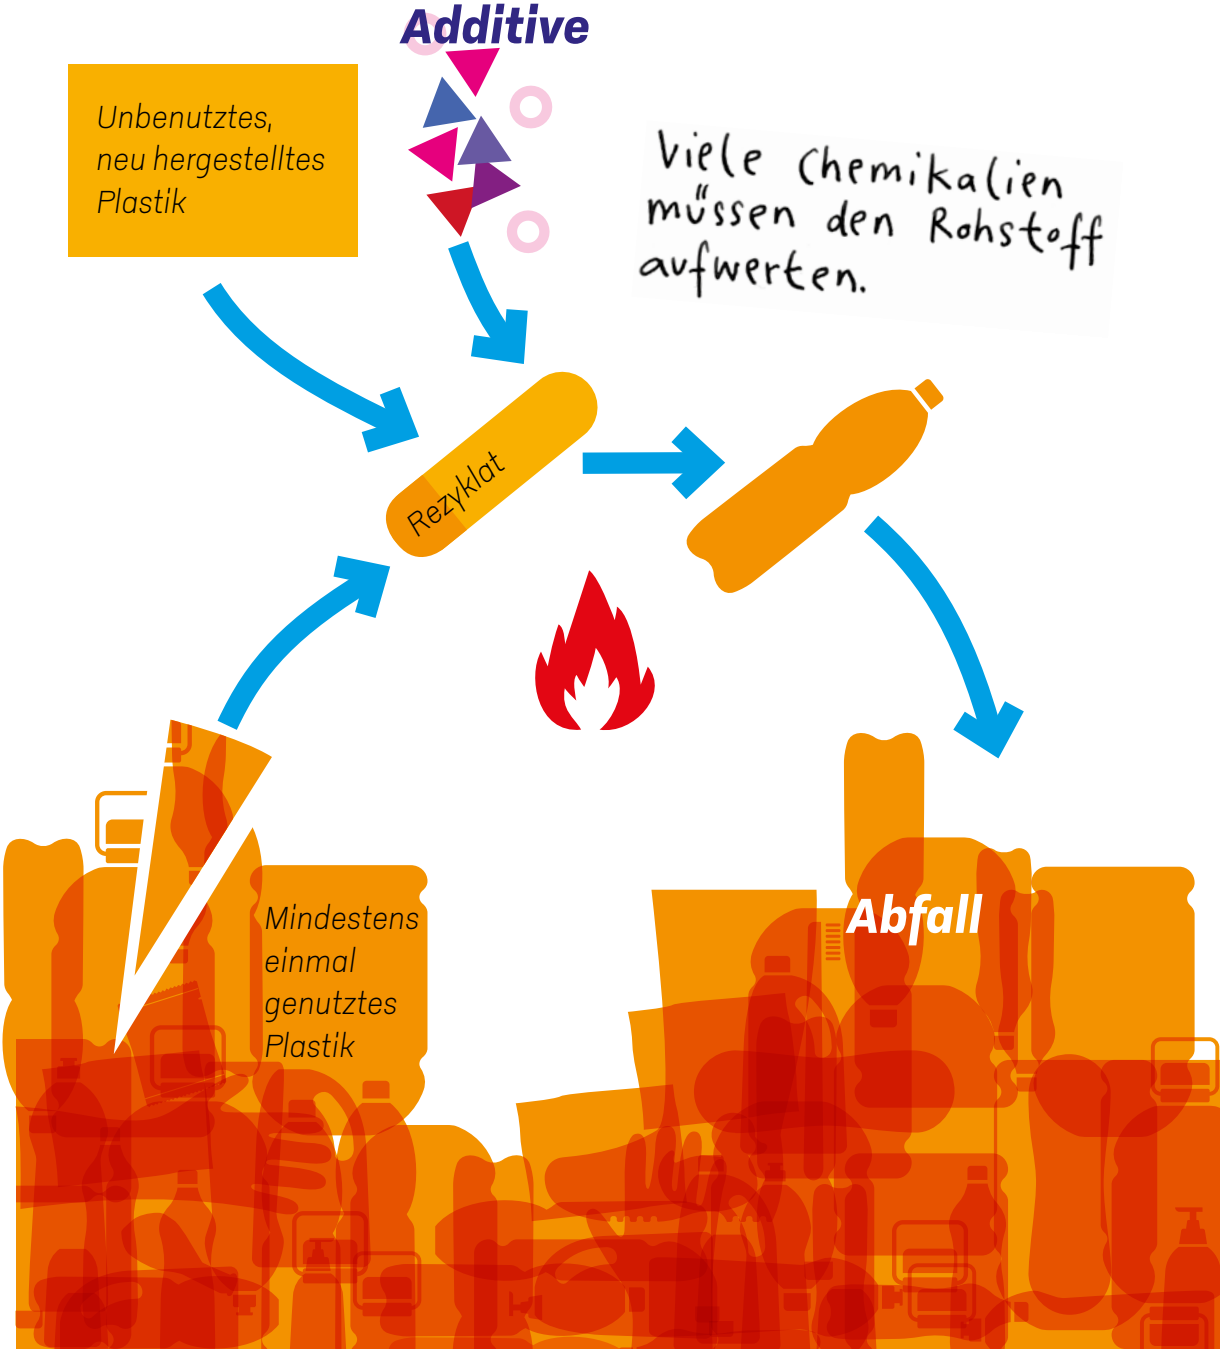 Additive
Unbenutztes,
neu hergestelltes
Plastik
Viele Chemikalien
müssen den Rohstoff
aufwerten.
Rezyklat
Mindestens
einmal
genutztes
Plastik
Abfall